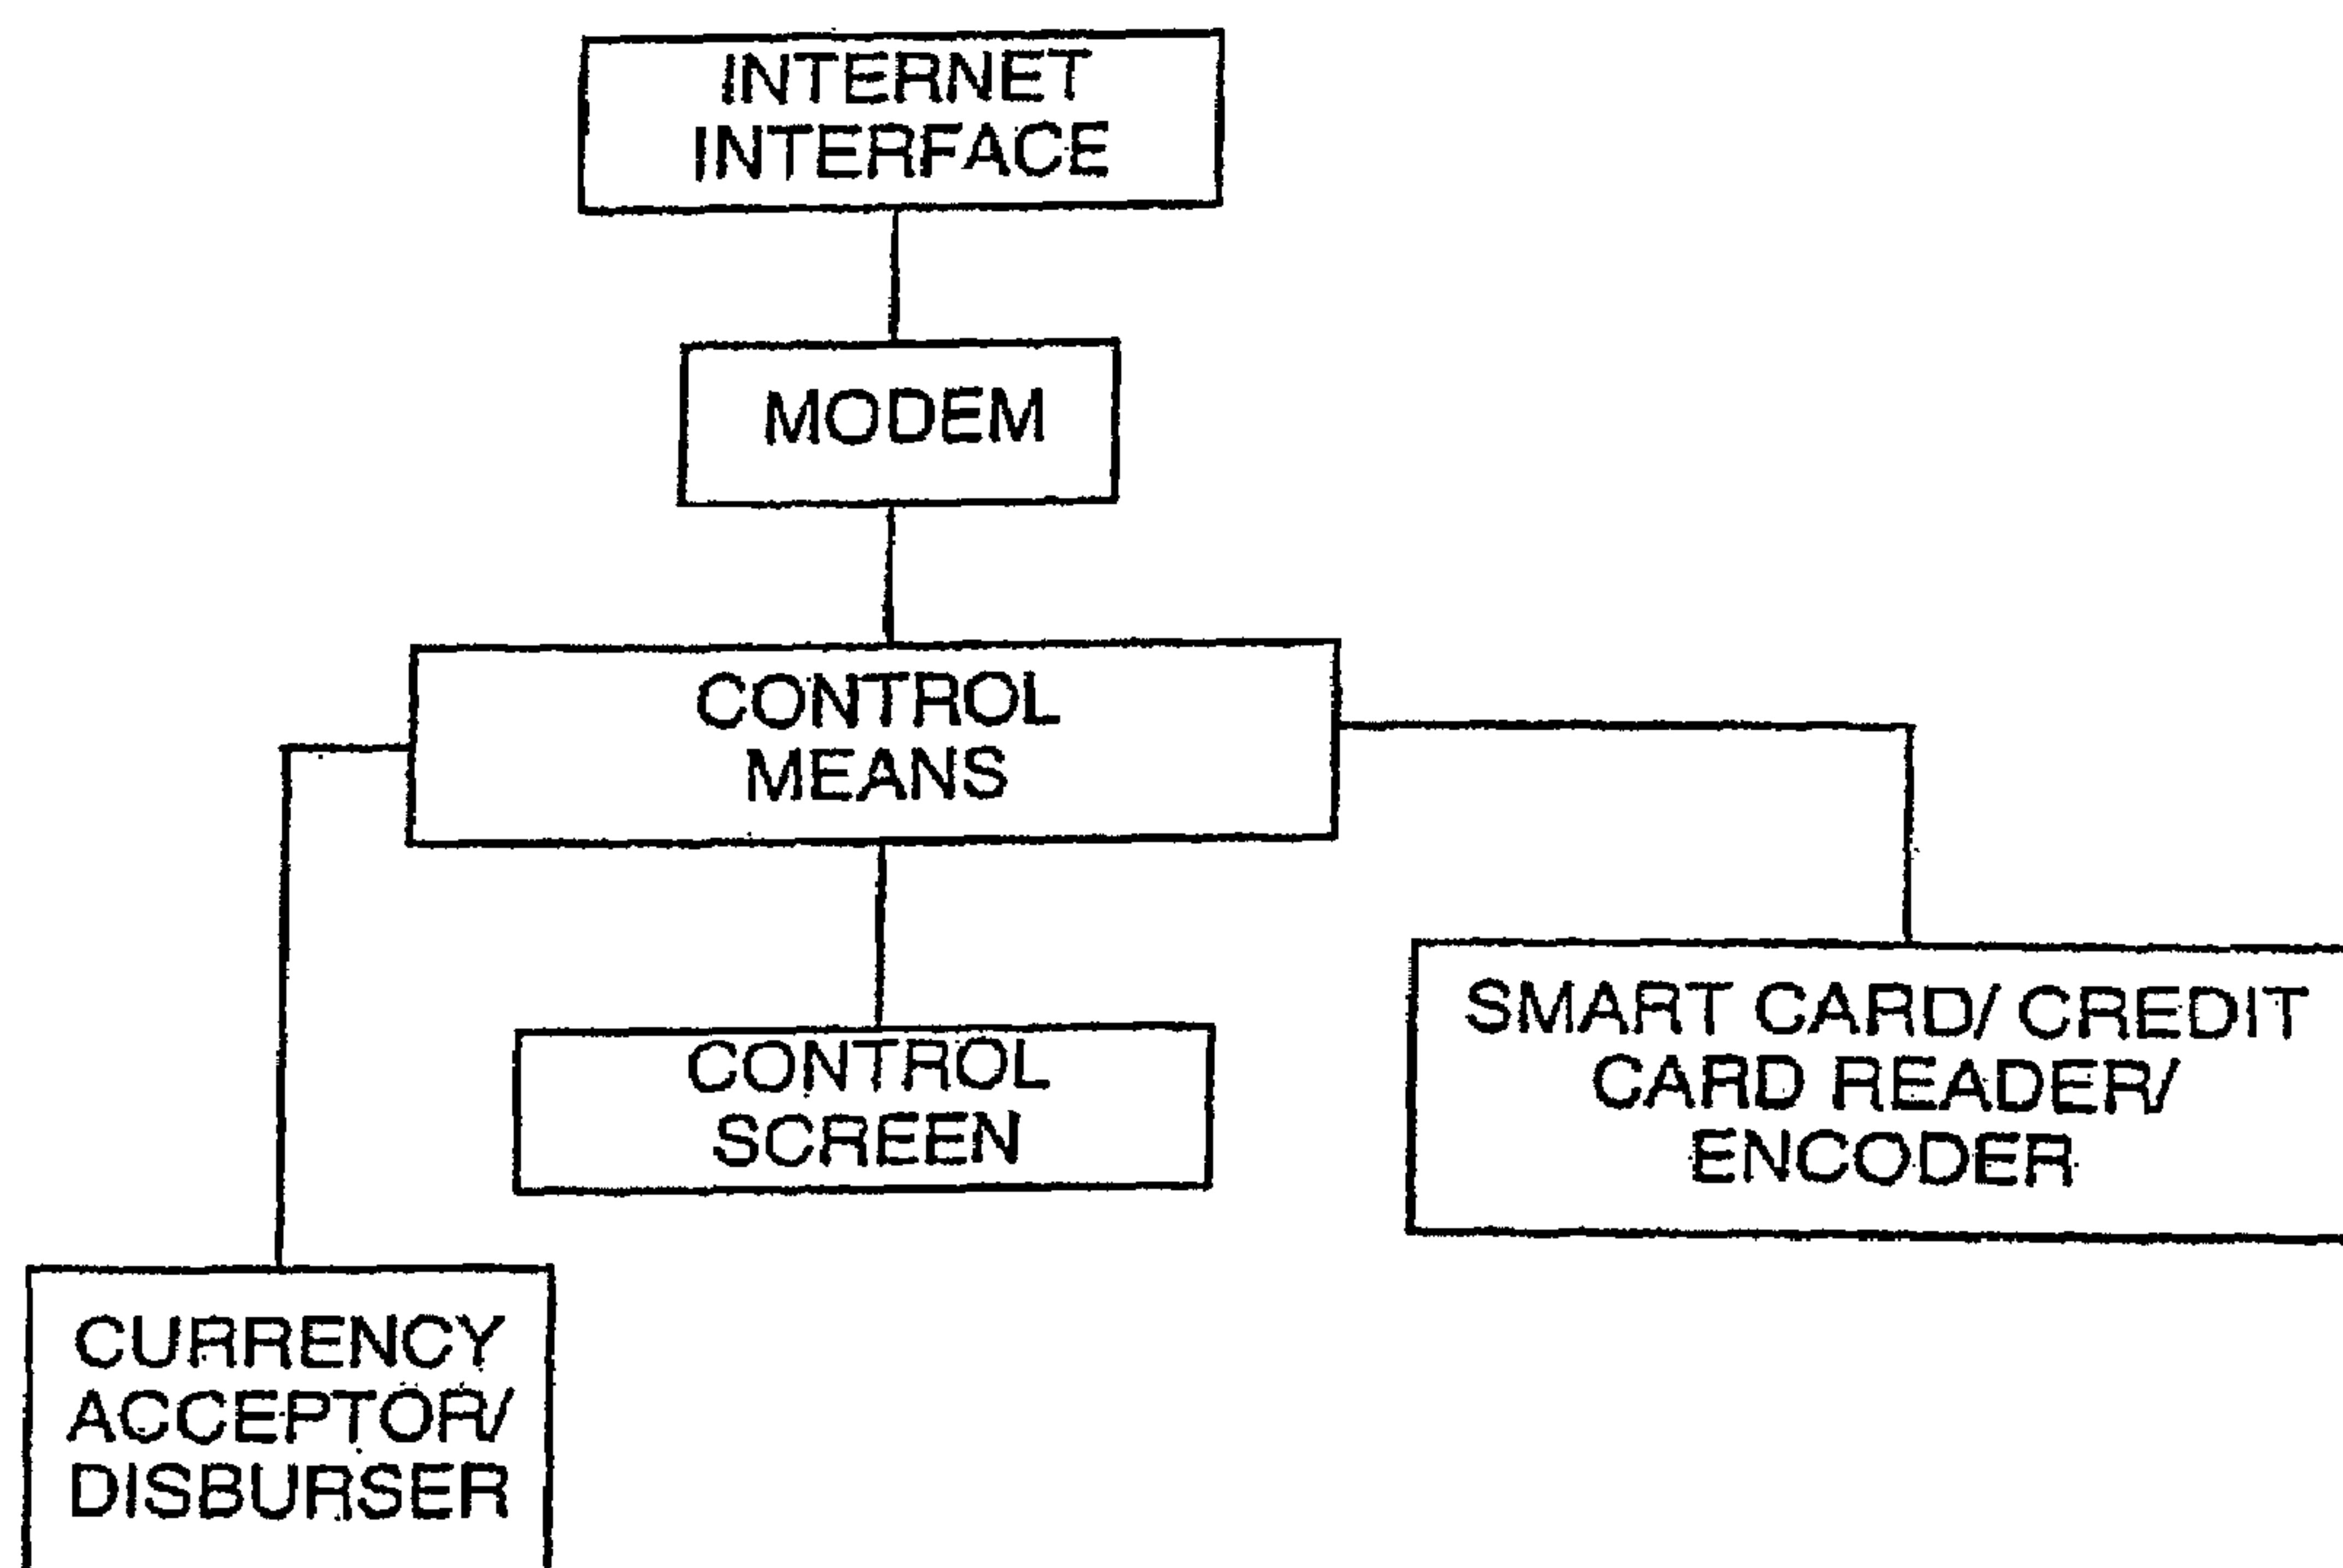 INTERNET
INTERFACE
MODEM
CONTROL
MEANS
CONTROL
SCREEN
SMART CARD/ CREDIT
CARD READER/
ENCODER
CURRENCY
ACCEPTOR/
DISBURSER